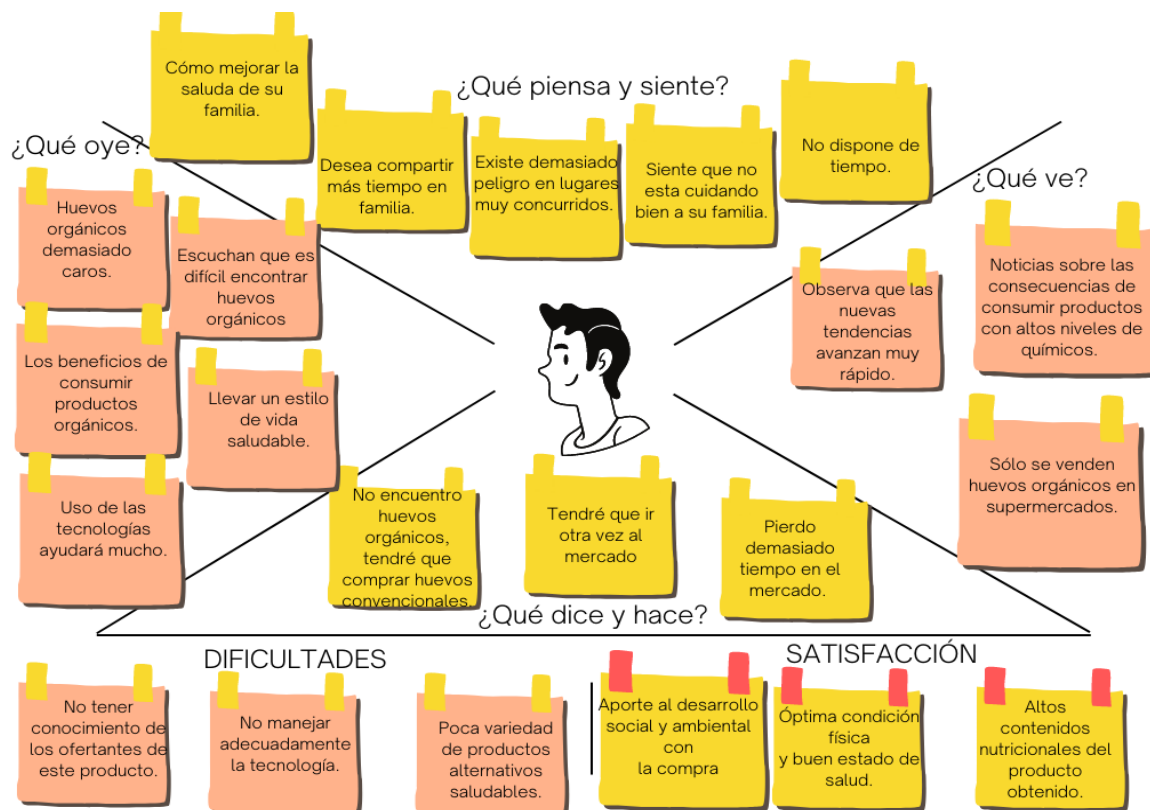 Cómo mejorar la
saluda de su
familia.
¿Qué piensa y siente?
Desea compartir
más tiempo en
familia.
Existe demasiado
peligro en lugares
muy concurridos.
Siente que no
esta cuidando
bien a su familia.
No dispone de
tiempo.
¿Qué oye?
Huevos
orgánicos
demasiado
caros.
Escuchan que es
difícil encontrar
huevos
orgánicos
Los beneficios de
consumir
productos
orgánicos.
Llevar un estilo
de vida
saludable.
Uso de las
tecnologías
ayudará mucho.
¿Qué ve?
Observa que las
nuevas
tendencias
avanzan muy
rápido.
Noticias sobre las
consecuencias de
consumir productos
con altos niveles de
químicos.
Sólo se venden
huevos orgánicos en
supermercados.
No encuentro
huevos
orgánicos,
tendré que
comprar huevos
convencionales.
Tendré que ir
otra vez al
mercado
Pierdo
demasiado
tiempo en el
mercado.
¿Qué dice y hace?
DIFICULTADES
No tener
conocimiento de
los ofertantes de
este producto.
No manejar
adecuadamente
la tecnología.
Poca variedad
de productos
alternativos
saludables.
SATISFACCIÓN
Aporte al desarrollo
social y ambiental
con
la compra
Óptima condición
física
y buen estado de
salud.
Altos
contenidos
nutricionales del
producto
obtenido.